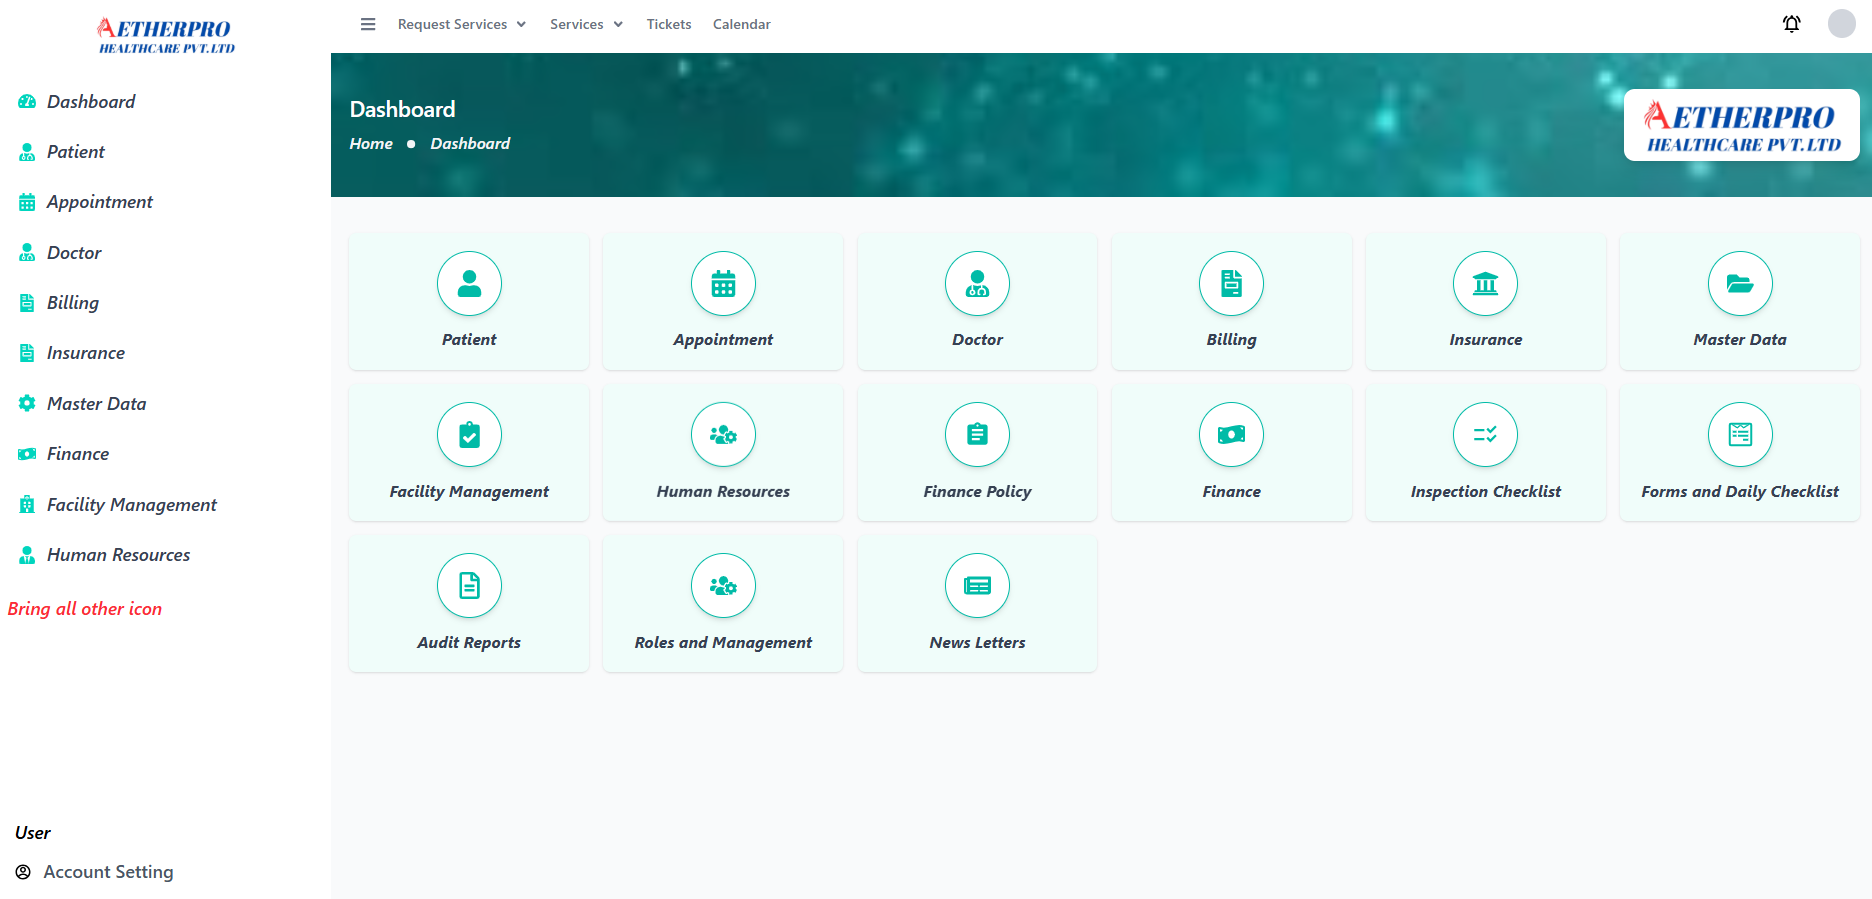 AETHERPRO
HEALTHCARE PVT.LTD
Dashboard
Patient
Appointment
Doctor
Billing
Insurance
Master Data
Finance
Facility Management
Human Resources
Bring all other icon
User
Account Setting
Request Services
Services
Tickets
Calendar
Dashboard
Home
Dashboard
AETHERPRO
HEALTHCARE PVT.LTD
Patient
Appointment
Doctor
Billing
Insurance
Master Data
Facility Management
Human Resources
Finance Policy
Finance
Inspection Checklist
Forms and Daily Checklist
Audit Reports
Roles and Management
News Letters